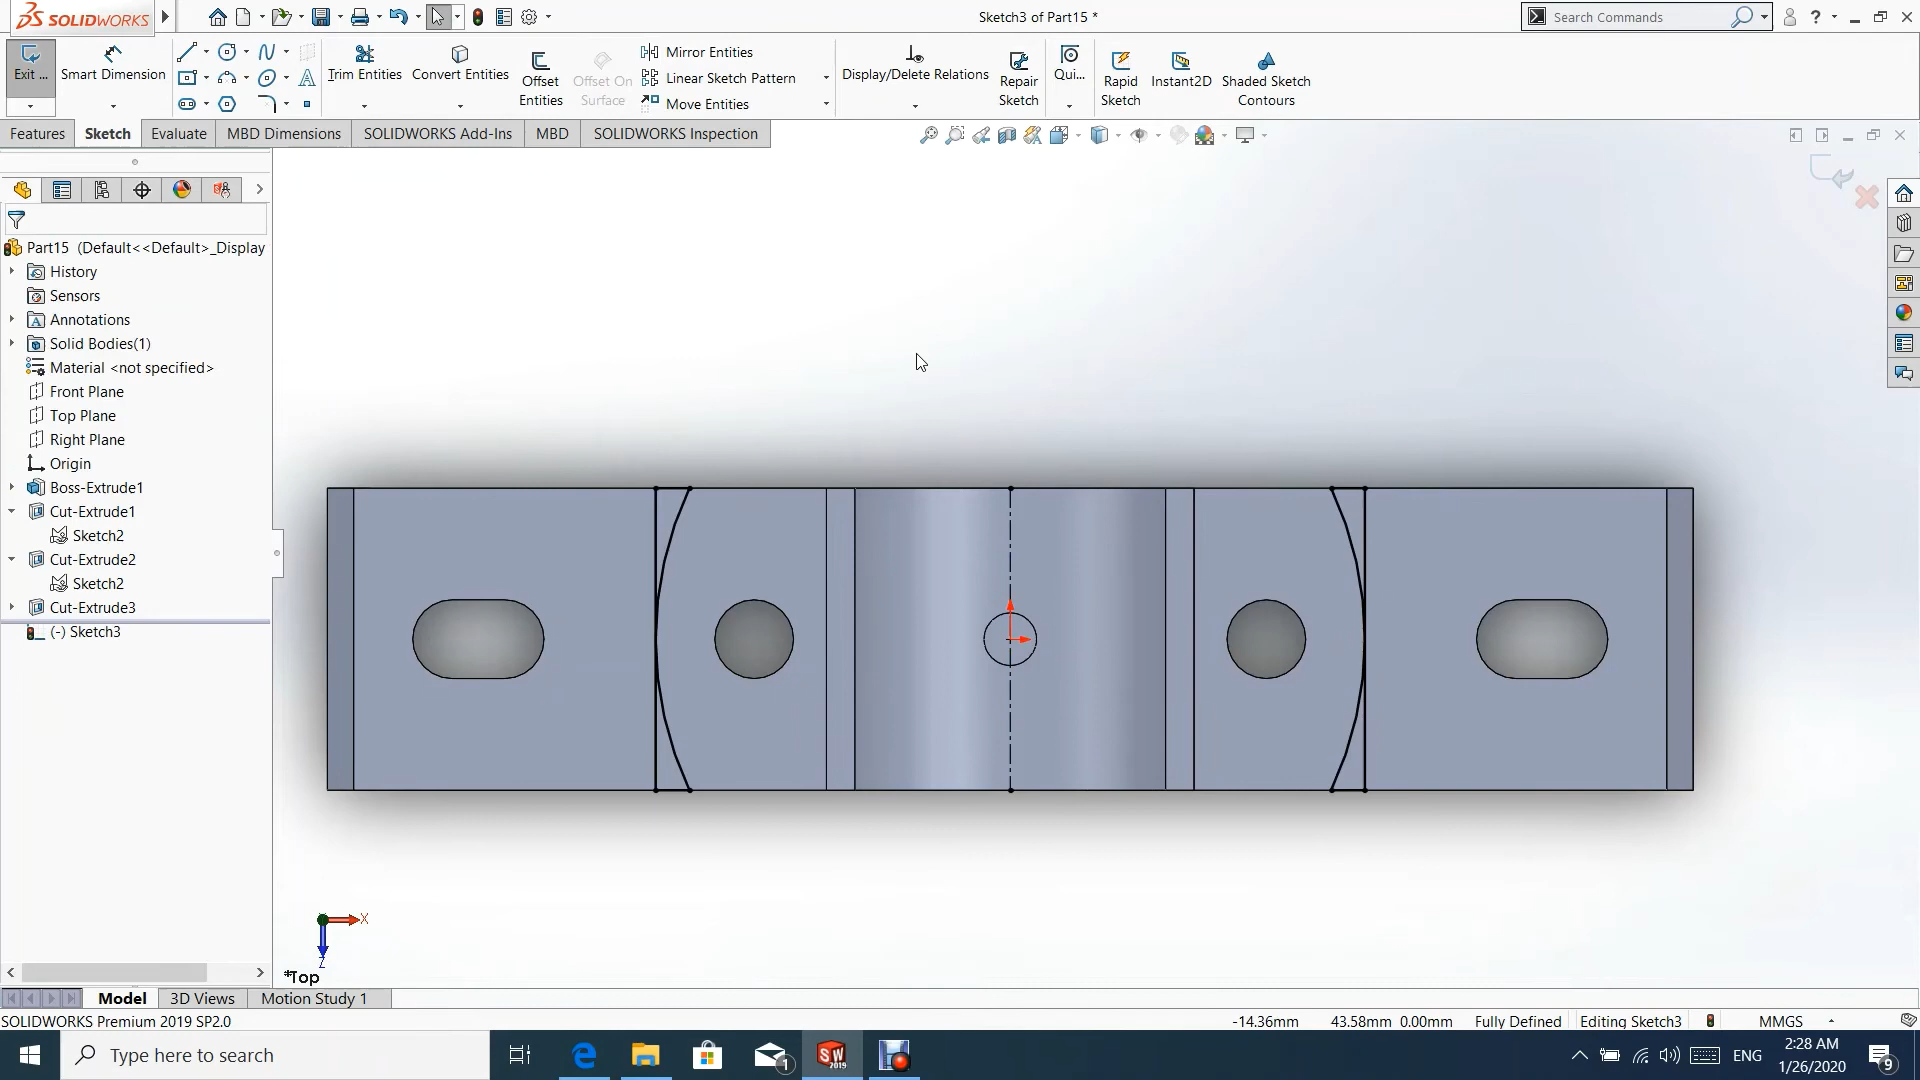 SOLIDWORKS
Sketch3 of Part15 *
Search Commands
Exit ...
Smart Dimension
Trim Entities
Convert Entities
Offset Entities
Offset On Surface
Mirror Entities
Linear Sketch Pattern
Move Entities
Display/Delete Relations
Repair Sketch
Qui...
Rapid Sketch
Instant2D
Shaded Sketch Contours
Features
Sketch
Evaluate
MBD Dimensions
SOLIDWORKS Add-Ins
MBD
SOLIDWORKS Inspection
Part15 (Default<<Default>_Display
History
Sensors
Annotations
Solid Bodies(1)
Material <not specified>
Front Plane
Top Plane
Right Plane
Origin
Boss-Extrude1
Cut-Extrude1
Sketch2
Cut-Extrude2
Sketch2
Cut-Extrude3
(-) Sketch3
X
Z
*Top
Model
3D Views
Motion Study 1
SOLIDWORKS Premium 2019 SP2.0
-14.36mm
43.58mm
0.00mm
Fully Defined
Editing Sketch3
MMGS
Type here to search
1
SW
2019
ENG
2:28 AM
1/26/2020
9